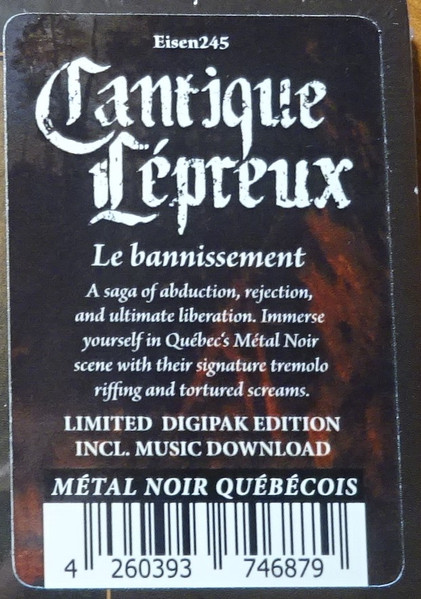 Eisen245
Cantique
Lépreux
Le bannissement
A saga of abduction, rejection,
and ultimate liberation. Immerse
yourself in Québec's Métal Noir
scene with their signature tremolo
riffing and tortured screams.
LIMITED DIGIPAK EDITION
INCL. MUSIC DOWNLOAD
MÉTAL NOIR QUÉBÉCOIS
4 260393 746879